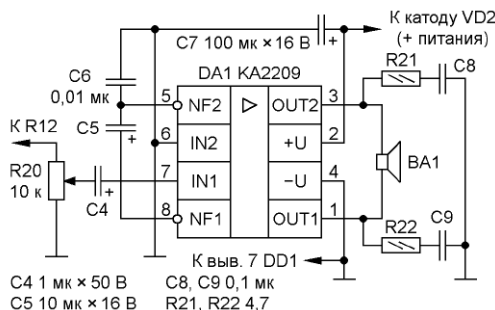 К катоду VD2
(+ питания)
C7 100 мк × 16 В
+
DA1 KA2209
C6
0,01 мк
C5
+
5
NF2
▷
OUT2
3
R21
C8
6
IN2
+U
2
К R12
R20
10 к
C4
+
7
IN1
−U
4
BA1
8
NF1
OUT1
1
R22
C9
К выв. 7 DD1
C4 1 мк × 50 В
C8, C9 0,1 мк
C5 10 мк × 16 В
R21, R22 4,7